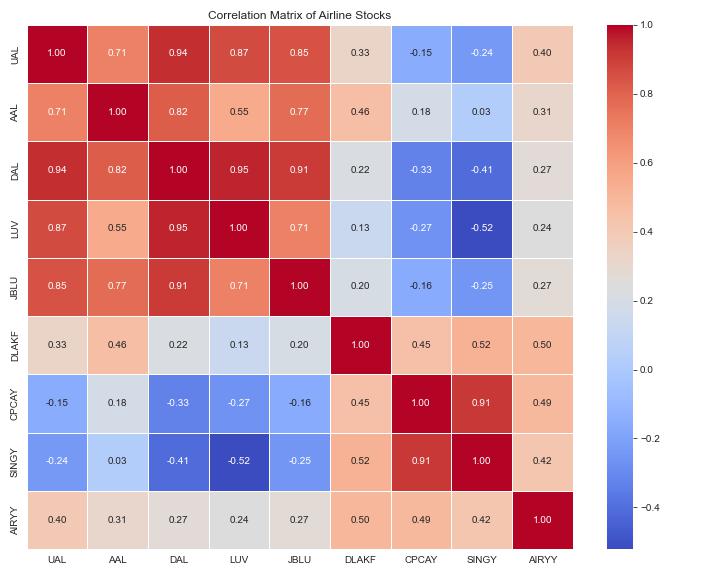 Correlation Matrix of Airline Stocks
UAL 1.00 0.71 0.94 0.87 0.85 0.33 -0.15 -0.24 0.40
AAL 0.71 1.00 0.82 0.55 0.77 0.46 0.18 0.03 0.31
DAL 0.94 0.82 1.00 0.95 0.91 0.22 -0.33 -0.41 0.27
LUV 0.87 0.55 0.95 1.00 0.71 0.13 -0.27 -0.52 0.24
JBLU 0.85 0.77 0.91 0.71 1.00 0.20 -0.16 -0.25 0.27
DLAKF 0.33 0.46 0.22 0.13 0.20 1.00 0.45 0.52 0.50
CPCAY -0.15 0.18 -0.33 -0.27 -0.16 0.45 1.00 0.91 0.49
SINGY -0.24 0.03 -0.41 -0.52 -0.25 0.52 0.91 1.00 0.42
AIRYY 0.40 0.31 0.27 0.24 0.27 0.50 0.49 0.42 1.00
UAL AAL DAL LUV JBLU DLAKF CPCAY SINGY AIRYY
1.0
0.8
0.6
0.4
0.2
0.0
−0.2
−0.4